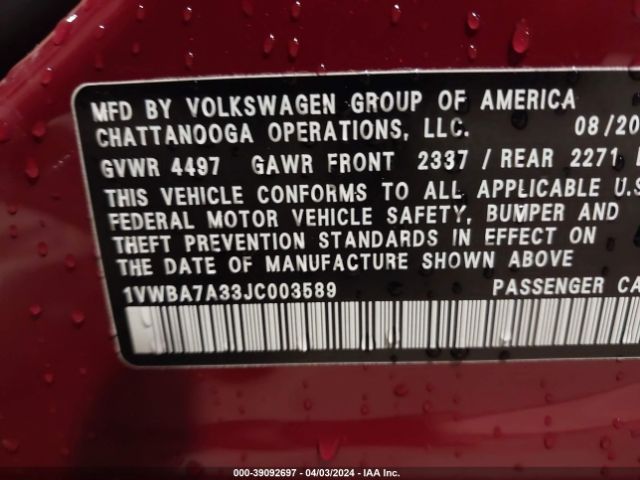 MFD BY VOLKSWAGEN GROUP OF AMERICA
CHATTANOOGA OPERATIONS, LLC. 08/20
GVWR 4497 GAWR FRONT 2337 / REAR 2271
THIS VEHICLE CONFORMS TO ALL APPLICABLE U.S
FEDERAL MOTOR VEHICLE SAFETY, BUMPER AND
THEFT PREVENTION STANDARDS IN EFFECT ON
THE DATE OF MANUFACTURE SHOWN ABOVE
1VWBA7A33JC003589 PASSENGER CA
000-39092697 - 04/03/2024 - IAA Inc.